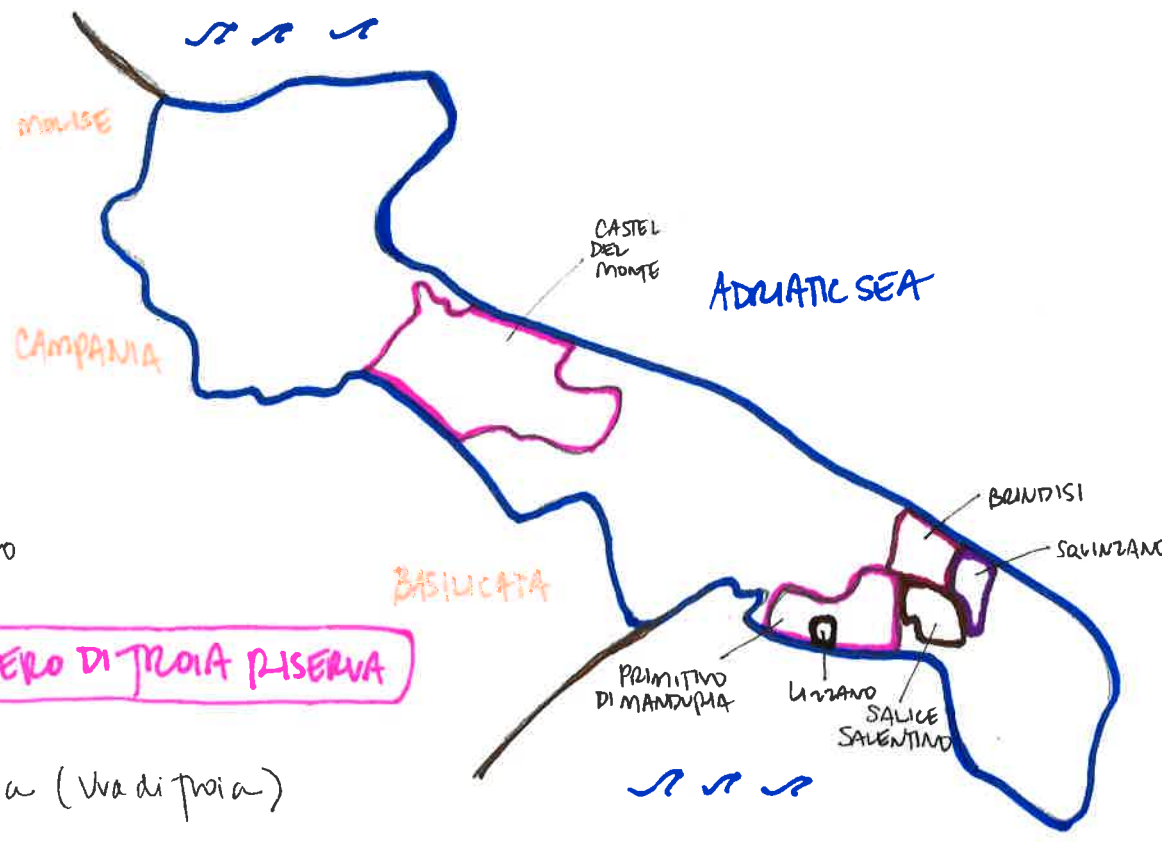 MOLISE
CASTEL
DEL
MONTE
ADRIATIC SEA
CAMPANIA
BRINDISI
SQUINZANO
BASILICATA
ERO DI TROIA RISERVA
PRIMITIVO
DI MANDURIA
LIZZANO
SALICE
SALENTINO
a (Uva di Troia)